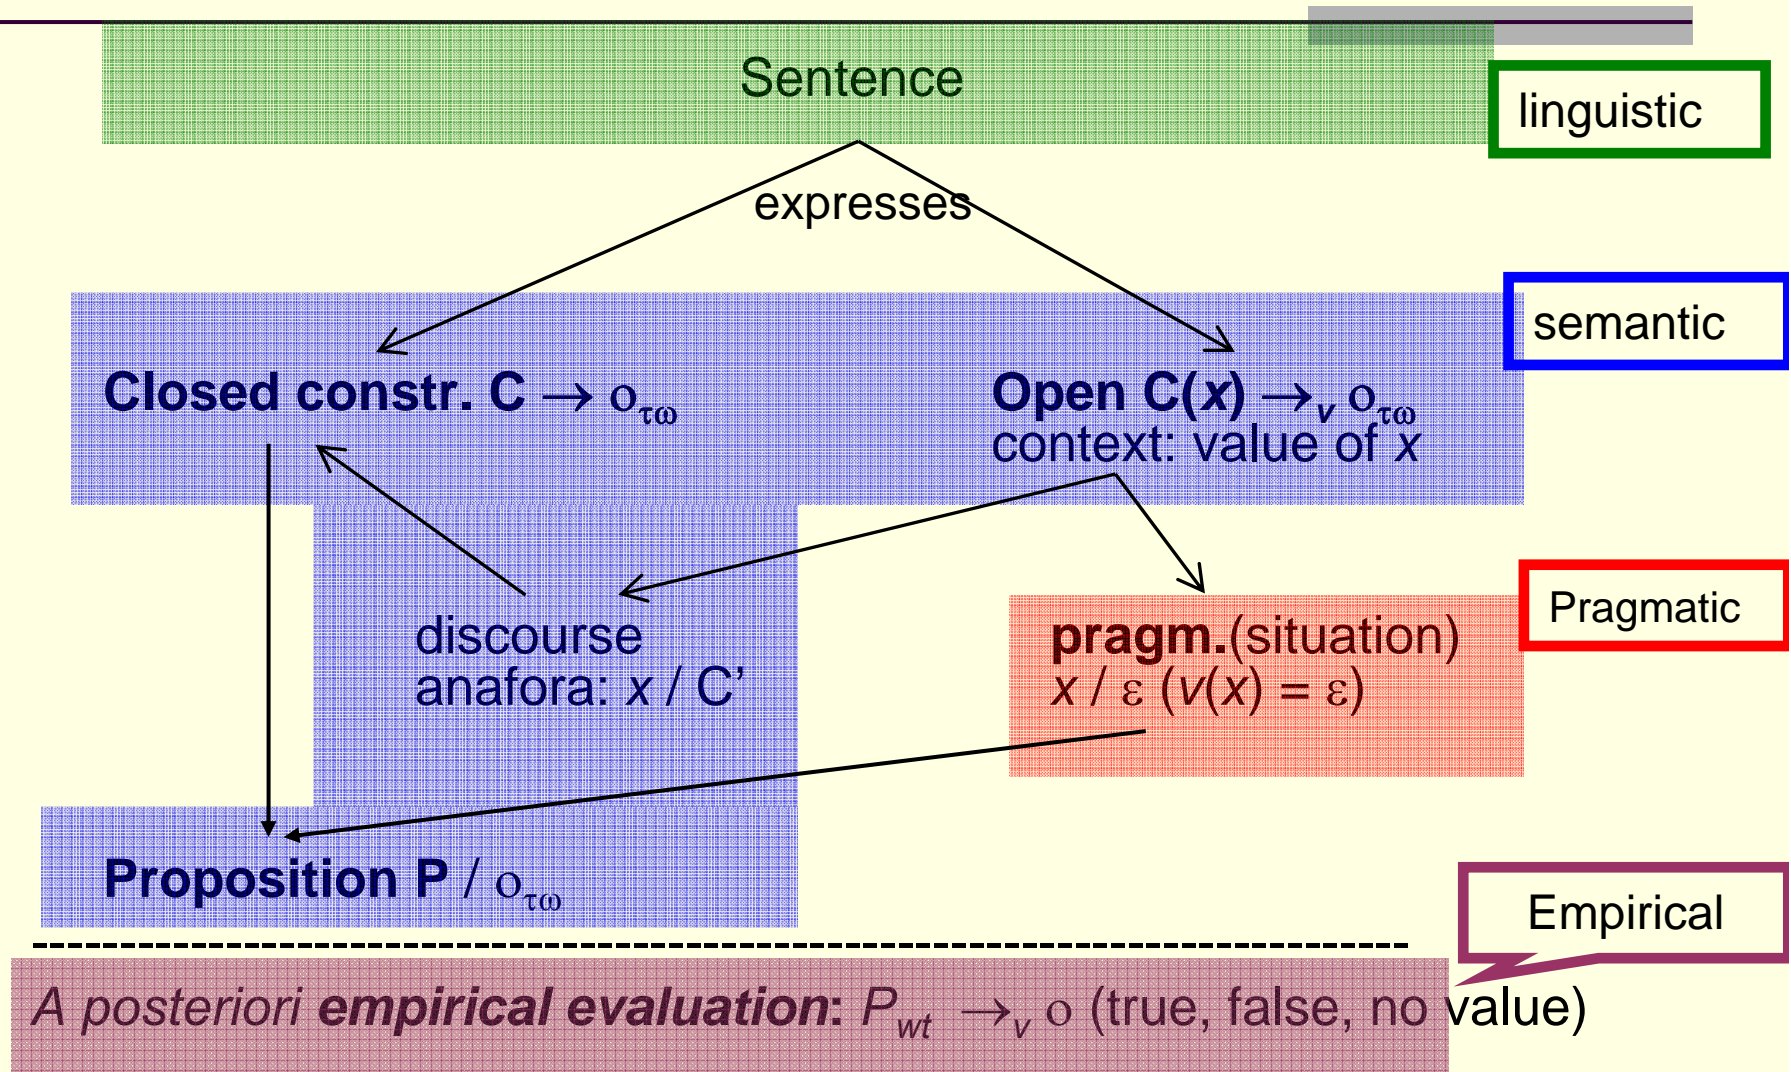 Sentence
linguistic
expresses
semantic
Closed constr. C → ο_τω
Open C(x) →_v ο_τω
context: value of x
Pragmatic
discourse
anafora: x / C’
pragm.(situation)
x / ε (v(x) = ε)
Proposition P / ο_τω
Empirical
A posteriori empirical evaluation: P_wt →_v ο (true, false, no value)